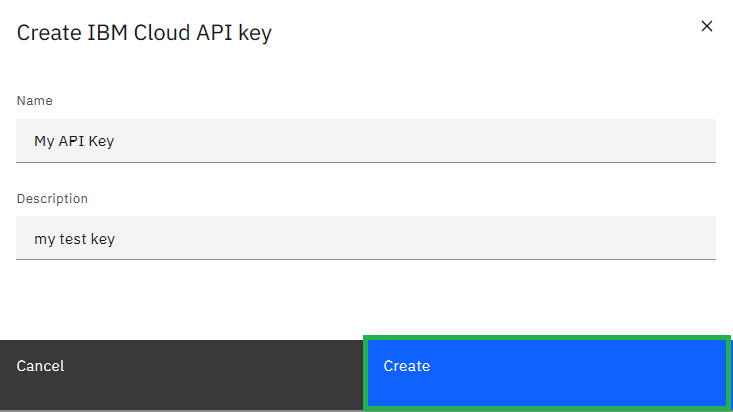 Create IBM Cloud API key
Name
My API Key
Description
my test key
Cancel
Create